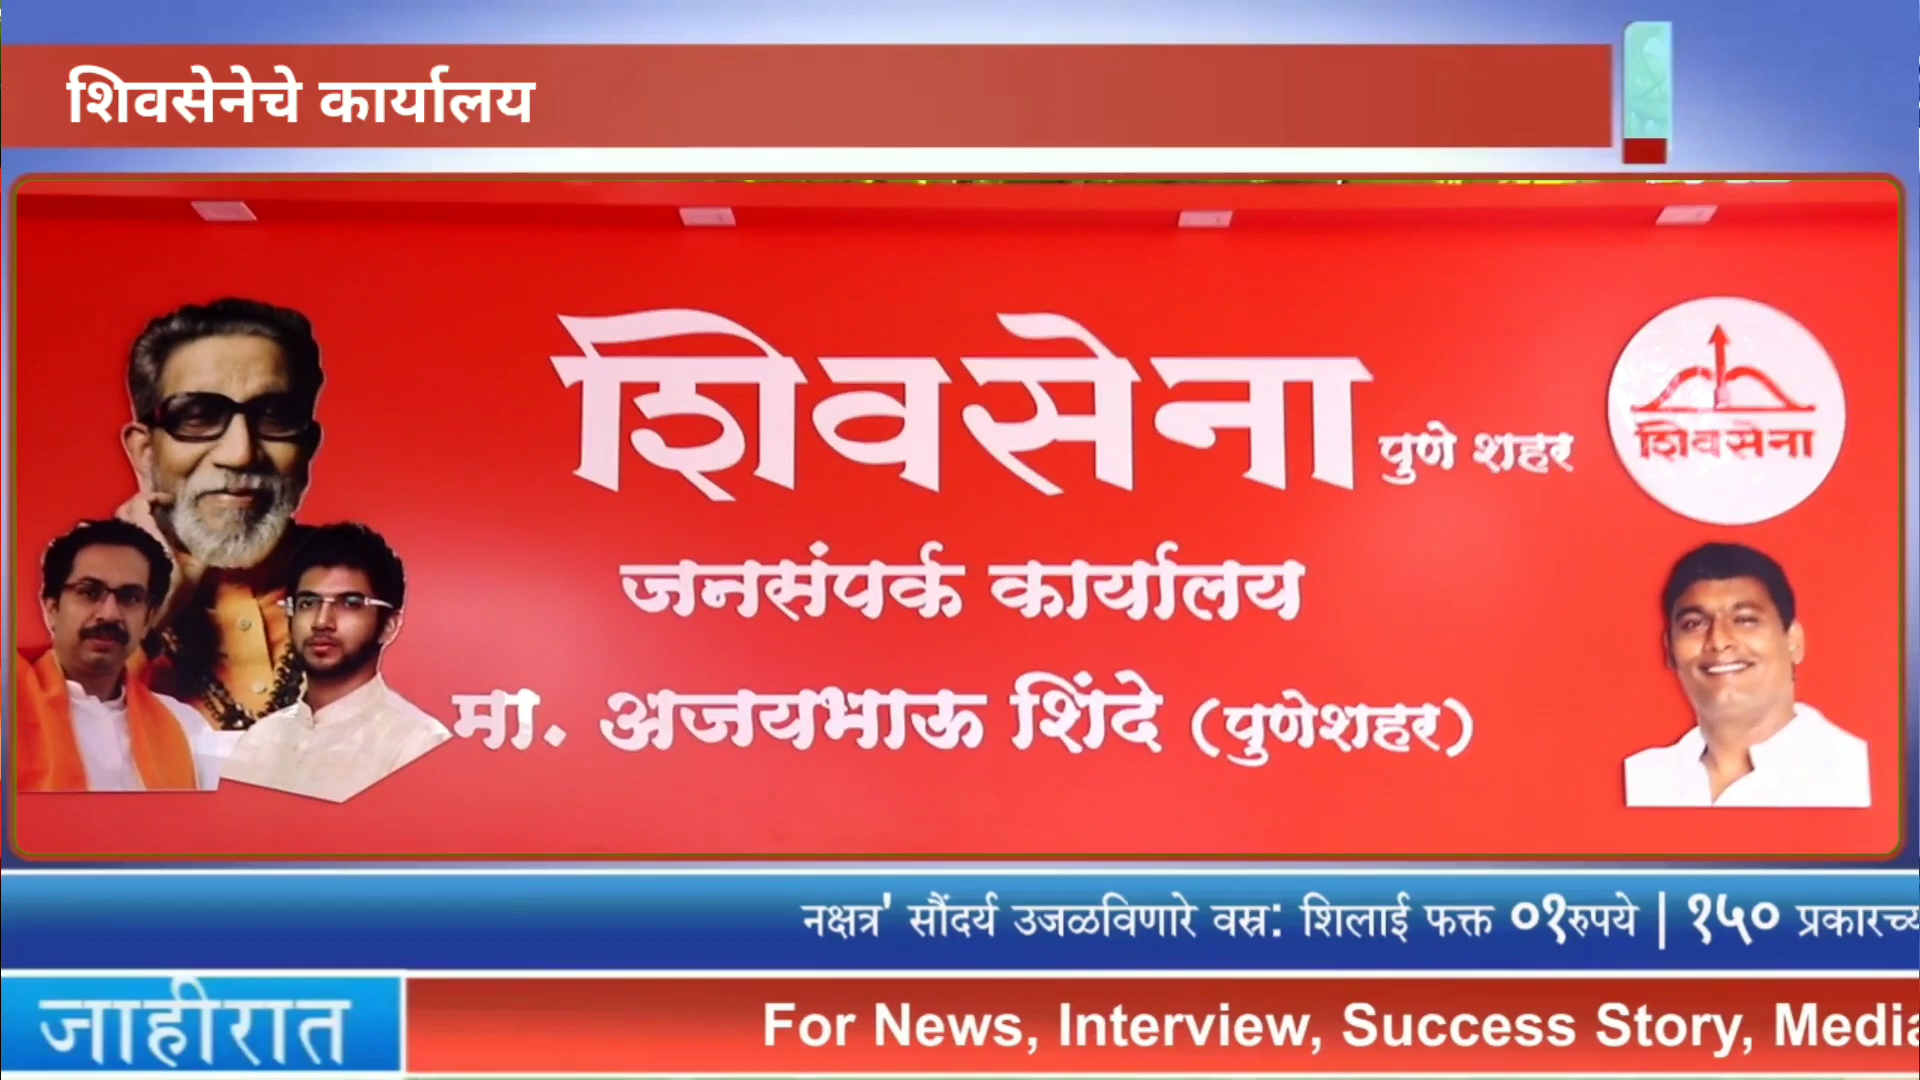 शिवसेनेचे कार्यालय
शिवसेना पुणे शहर
शिवसेना
जनसंपर्क कार्यालय
मा. अजयभाऊ शिंदे (पुणेशहर)
नक्षत्र' सौंदर्य उजळविणारे वस्र: शिलाई फक्त ०१रुपये | १५० प्रकारच्य
जाहीरात
For News, Interview, Success Story, Media